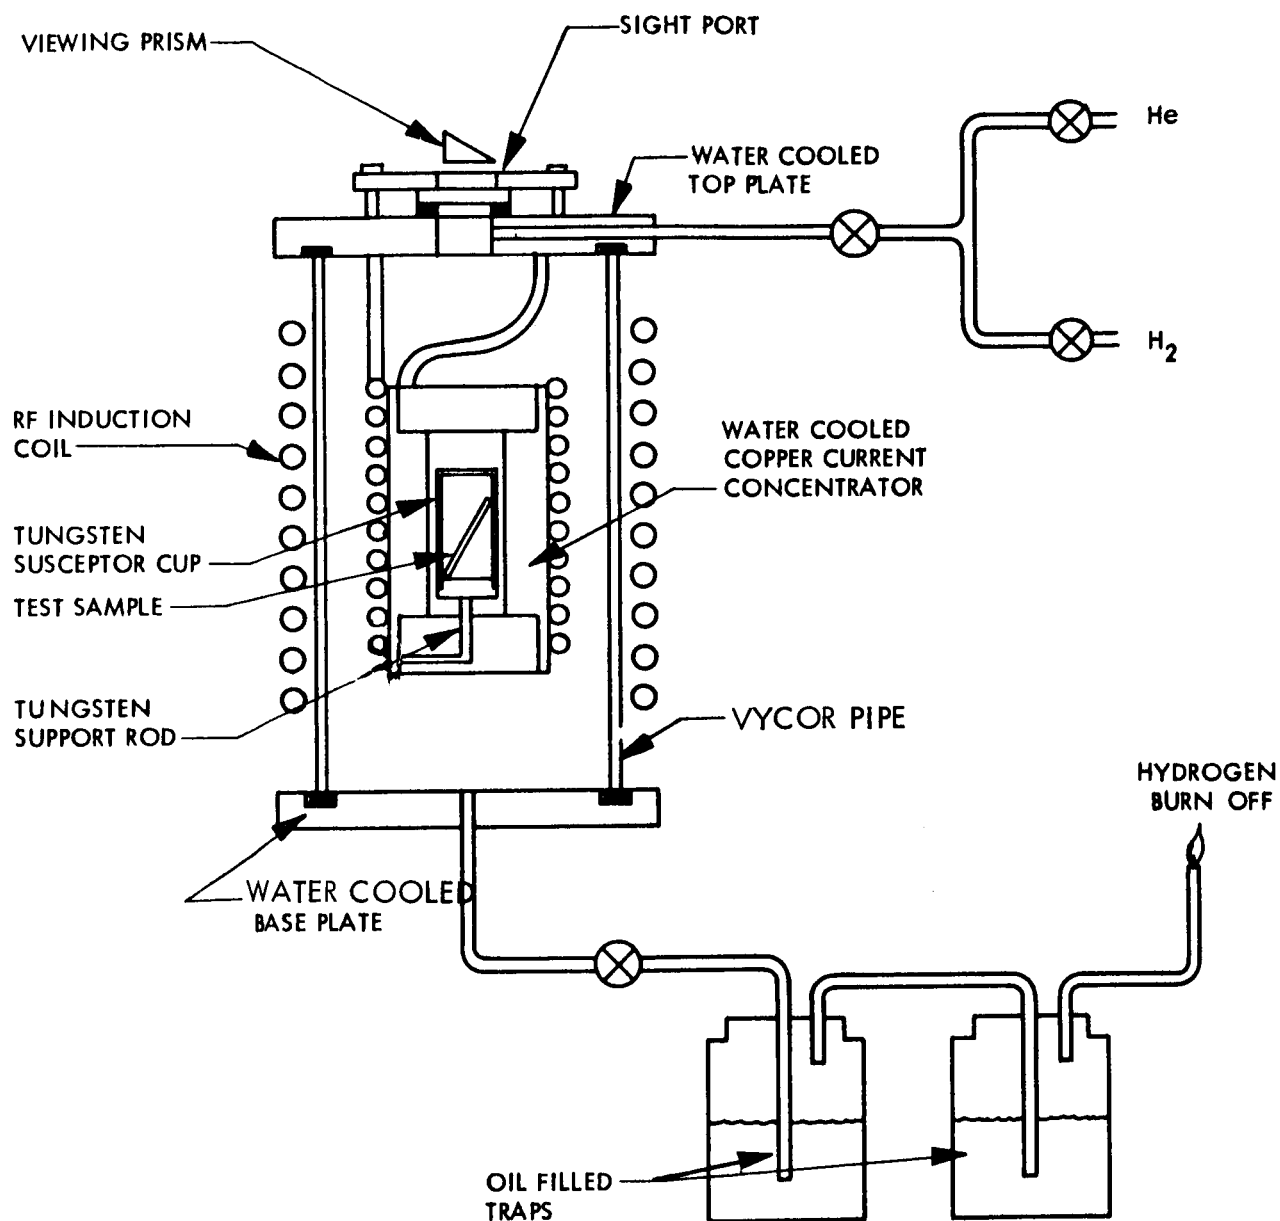 VIEWING PRISM
SIGHT PORT
He
WATER COOLED
TOP PLATE
H2
RF INDUCTION
COIL
WATER COOLED
COPPER CURRENT
CONCENTRATOR
TUNGSTEN
SUSCEPTOR CUP
TEST SAMPLE
TUNGSTEN
SUPPORT ROD
VYCOR PIPE
HYDROGEN
BURN OFF
WATER COOLED
BASE PLATE
OIL FILLED
TRAPS